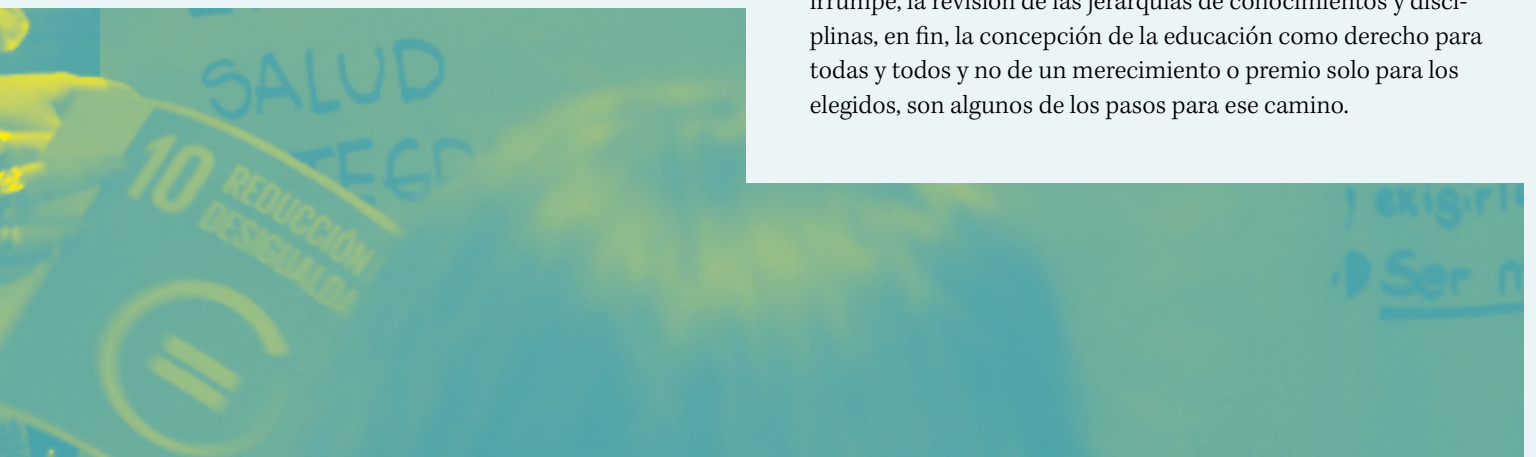 irrumpe, la revisión de las jerarquías de conocimientos y disci-
plinas, en fin, la concepción de la educación como derecho para
todas y todos y no de un merecimiento o premio solo para los
elegidos, son algunos de los pasos para ese camino.
SALUD
10 REDUCCIÓN
Ser